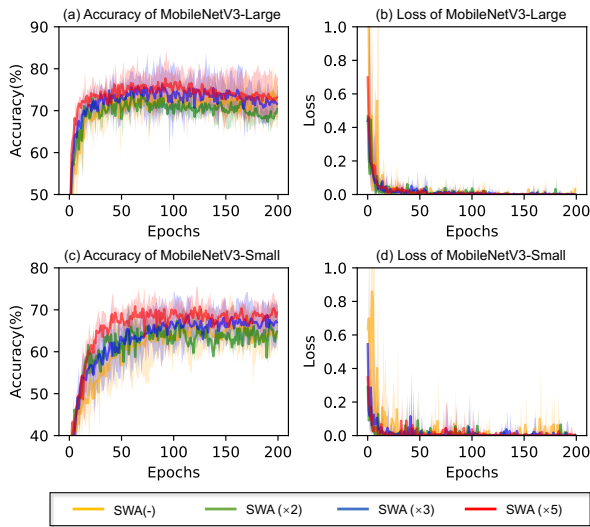 (a) Accuracy of MobileNetV3-Large
(b) Loss of MobileNetV3-Large
90
80
70
60
50
Accuracy(%)
0 50 100 150 200
Epochs
1.0
0.8
0.6
0.4
0.2
0.0
Loss
0 50 100 150 200
Epochs
(c) Accuracy of MobileNetV3-Small
(d) Loss of MobileNetV3-Small
80
70
60
50
40
Accuracy(%)
0 50 100 150 200
Epochs
1.0
0.8
0.6
0.4
0.2
0.0
Loss
0 50 100 150 200
Epochs
SWA(-) SWA (×2) SWA (×3) SWA (×5)